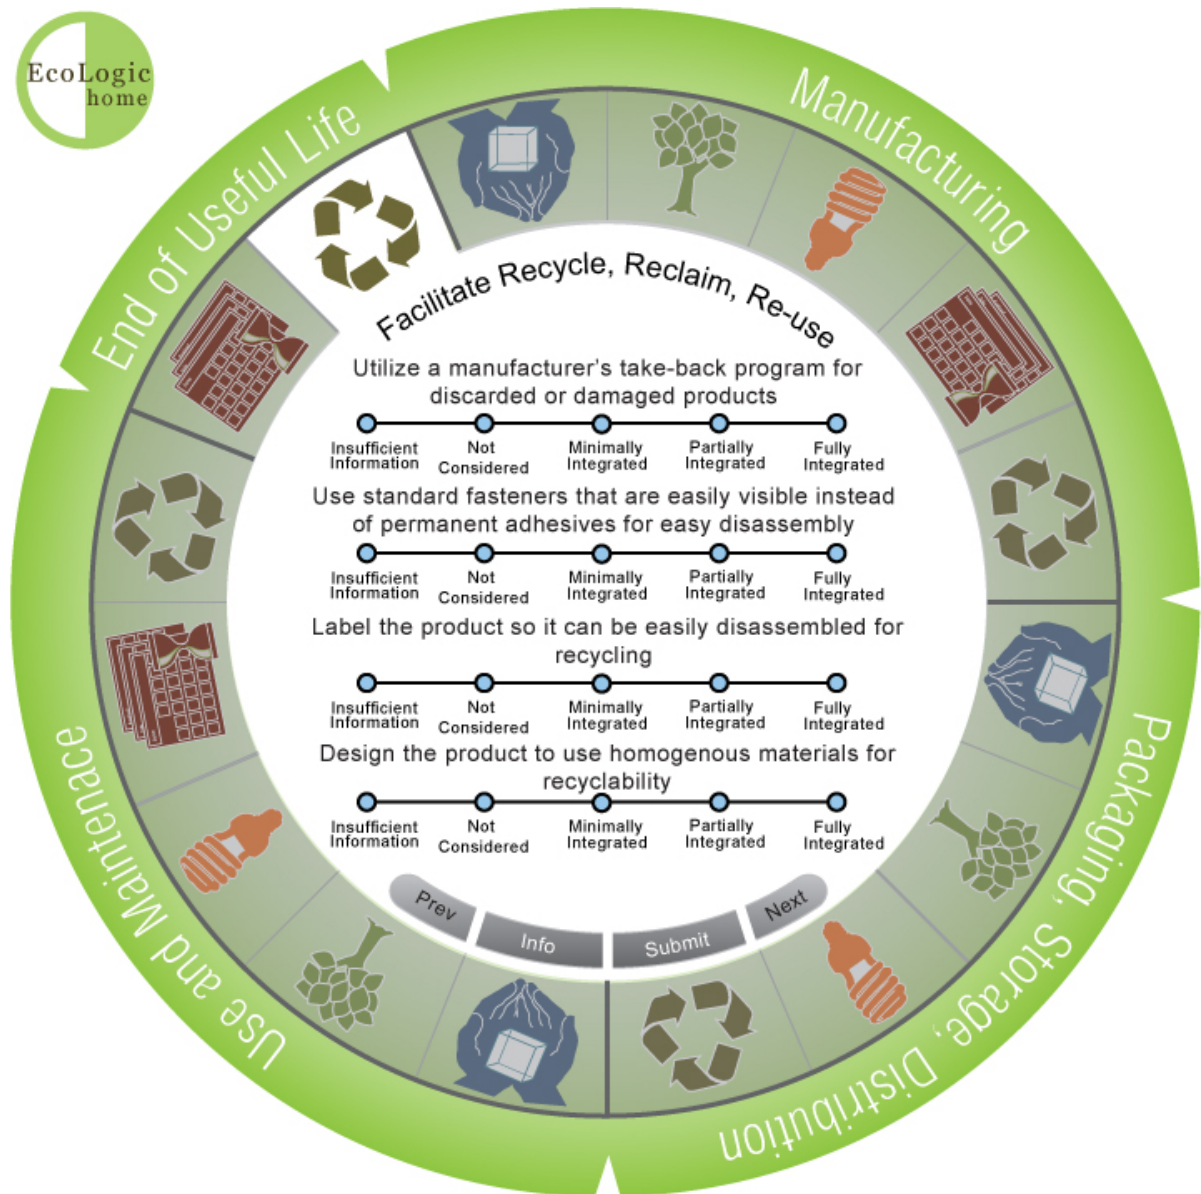 EcoLogic
home
End of Useful Life
Manufacturing
Packaging, Storage, Distribution
Use and Maintenace
Facilitate Recycle, Reclaim, Re-use
Utilize a manufacturer's take-back program for
discarded or damaged products
Insufficient Not Minimally Partially Fully
Information Considered Integrated Integrated Integrated
Use standard fasteners that are easily visible instead
of permanent adhesives for easy disassembly
Insufficient Not Minimally Partially Fully
Information Considered Integrated Integrated Integrated
Label the product so it can be easily disassembled for
recycling
Insufficient Not Minimally Partially Fully
Information Considered Integrated Integrated Integrated
Design the product to use homogenous materials for
recyclability
Insufficient Not Minimally Partially Fully
Information Considered Integrated Integrated Integrated
Prev Info Submit Next